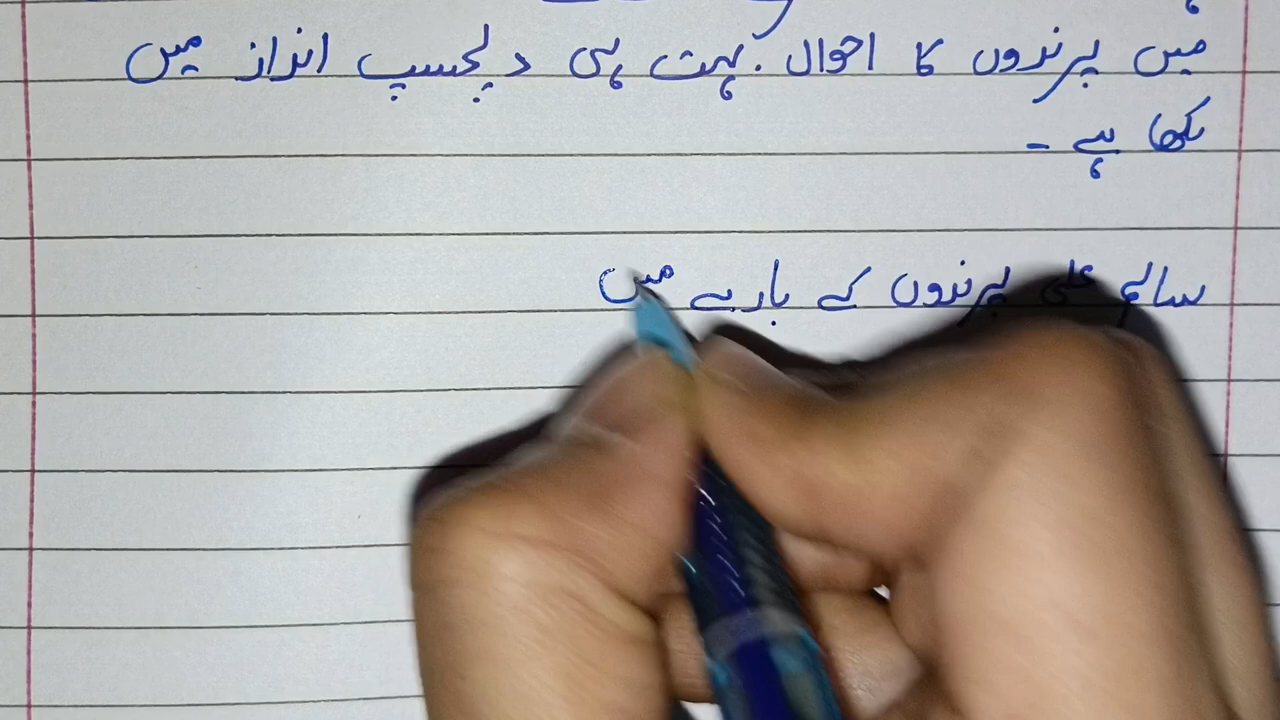 میں پرندوں کا احوال بہت ہی دلچسپ انداز میں
لکھا ہے ۔
سالم علی پرندوں کے بارے میں